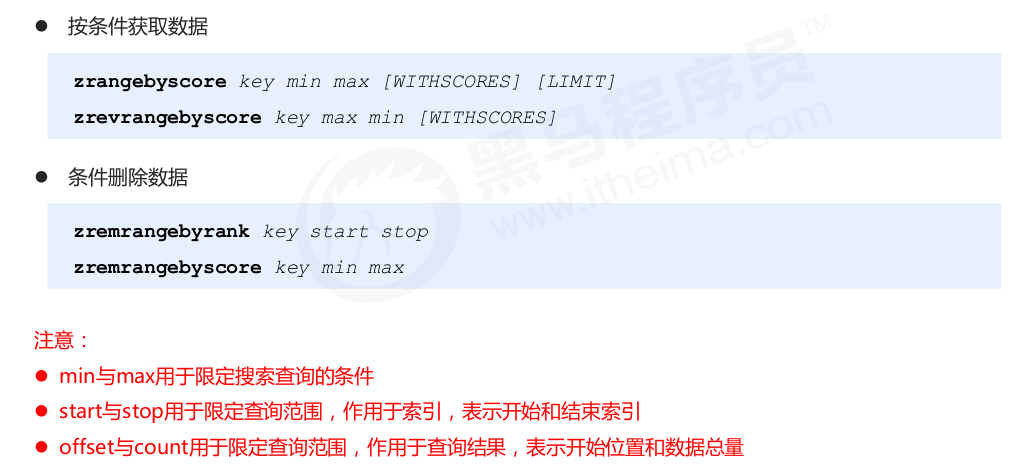 ● 按条件获取数据
zrangebyscore key min max [WITHSCORES] [LIMIT]
zrevrangebyscore key max min [WITHSCORES]
● 条件删除数据
zremrangebyrank key start stop
zremrangebyscore key min max
黑马程序员™
www.itheima.com
注意：
● min与max用于限定搜索查询的条件
● start与stop用于限定查询范围，作用于索引，表示开始和结束索引
● offset与count用于限定查询范围，作用于查询结果，表示开始位置和数据总量